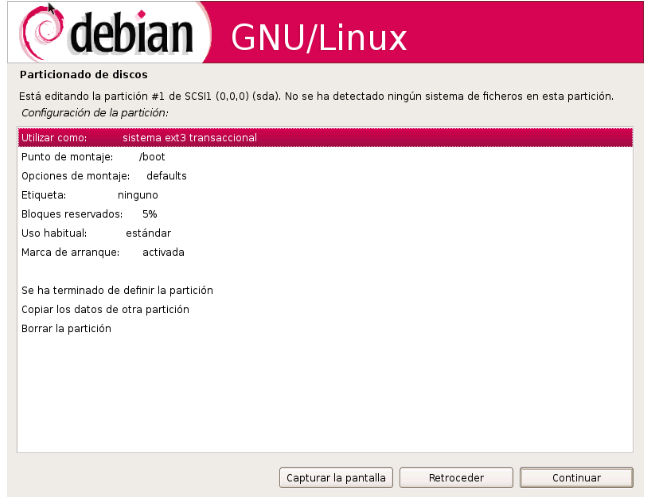 debian GNU/Linux
Particionado de discos
Está editando la partición #1 de SCSI1 (0,0,0) (sda). No se ha detectado ningún sistema de ficheros en esta partición.
Configuración de la partición:
Utilizar como: sistema ext3 transaccional
Punto de montaje: /boot
Opciones de montaje: defaults
Etiqueta: ninguno
Bloques reservados: 5%
Uso habitual: estándar
Marca de arranque: activada
Se ha terminado de definir la partición
Copiar los datos de otra partición
Borrar la partición
Capturar la pantalla Retroceder Continuar